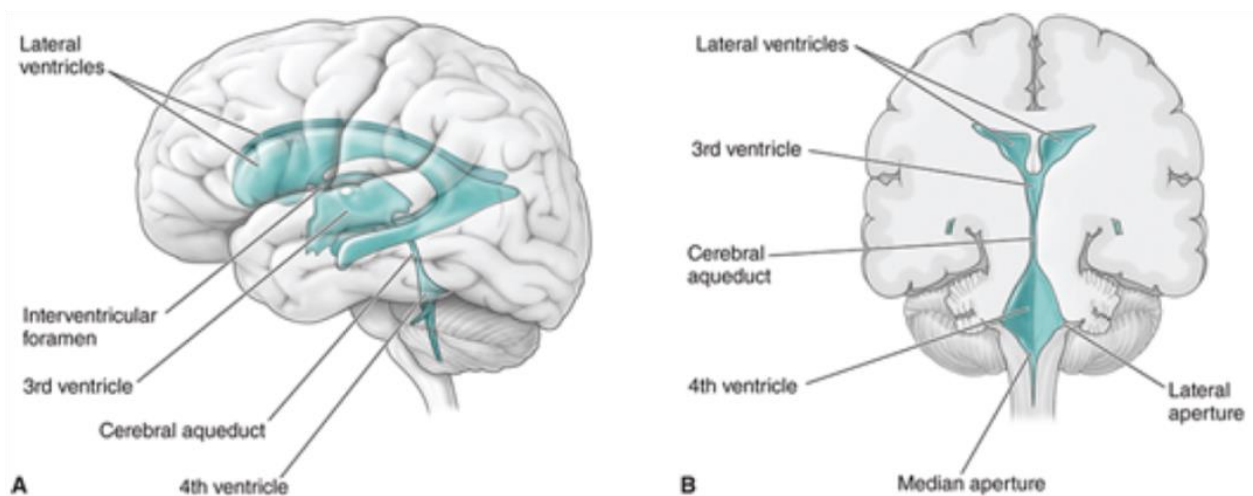 Lateral
ventricles
Interventricular
foramen
3rd ventricle
Cerebral aqueduct
4th ventricle
A
Lateral ventricles
3rd ventricle
Cerebral
aqueduct
4th ventricle
Lateral
aperture
Median aperture
B